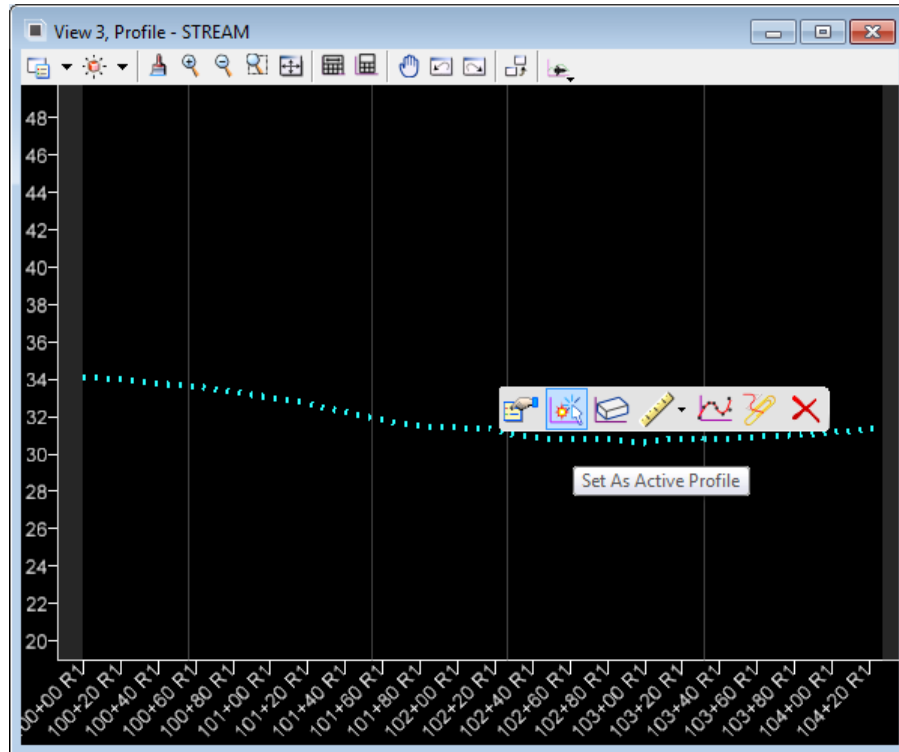 View 3, Profile - STREAM
48
46
44
42
40
38
36
34
32
30
Set As Active Profile
28
26
24
22
20
00+00 R1
100+20 R1
100+40 R1
100+60 R1
100+80 R1
101+00 R1
101+20 R1
101+40 R1
101+60 R1
101+80 R1
102+00 R1
102+20 R1
102+40 R1
102+60 R1
102+80 R1
103+00 R1
103+20 R1
103+40 R1
103+60 R1
103+80 R1
104+00 R1
104+20 R1